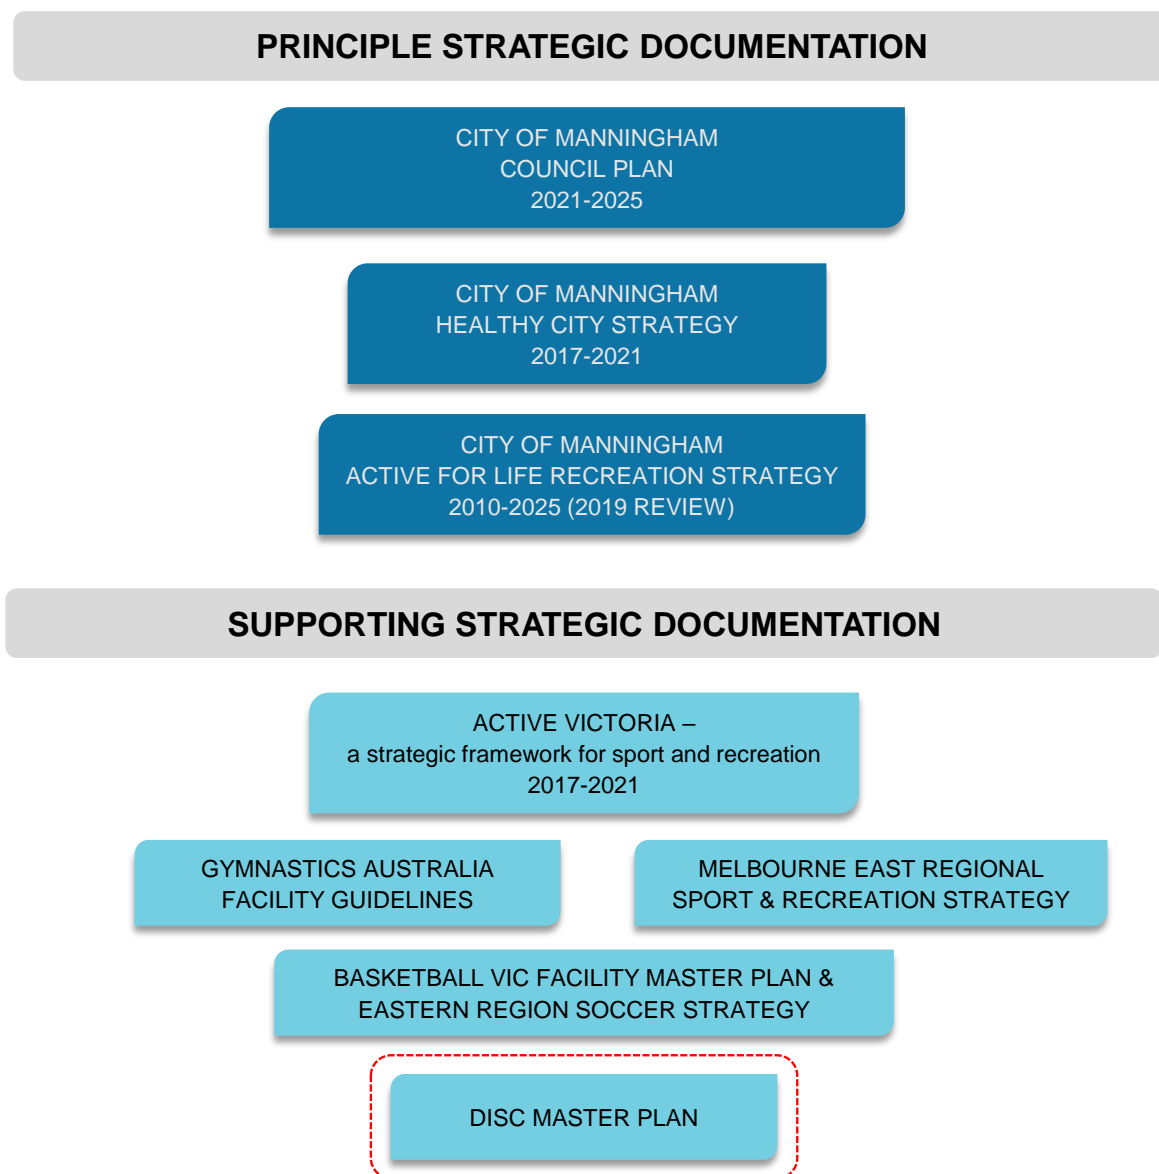 PRINCIPLE STRATEGIC DOCUMENTATION
CITY OF MANNINGHAM
COUNCIL PLAN
2021-2025
CITY OF MANNINGHAM
HEALTHY CITY STRATEGY
2017-2021
CITY OF MANNINGHAM
ACTIVE FOR LIFE RECREATION STRATEGY
2010-2025 (2019 REVIEW)
SUPPORTING STRATEGIC DOCUMENTATION
ACTIVE VICTORIA –
a strategic framework for sport and recreation
2017-2021
GYMNASTICS AUSTRALIA
FACILITY GUIDELINES
MELBOURNE EAST REGIONAL
SPORT & RECREATION STRATEGY
BASKETBALL VIC FACILITY MASTER PLAN &
EASTERN REGION SOCCER STRATEGY
DISC MASTER PLAN